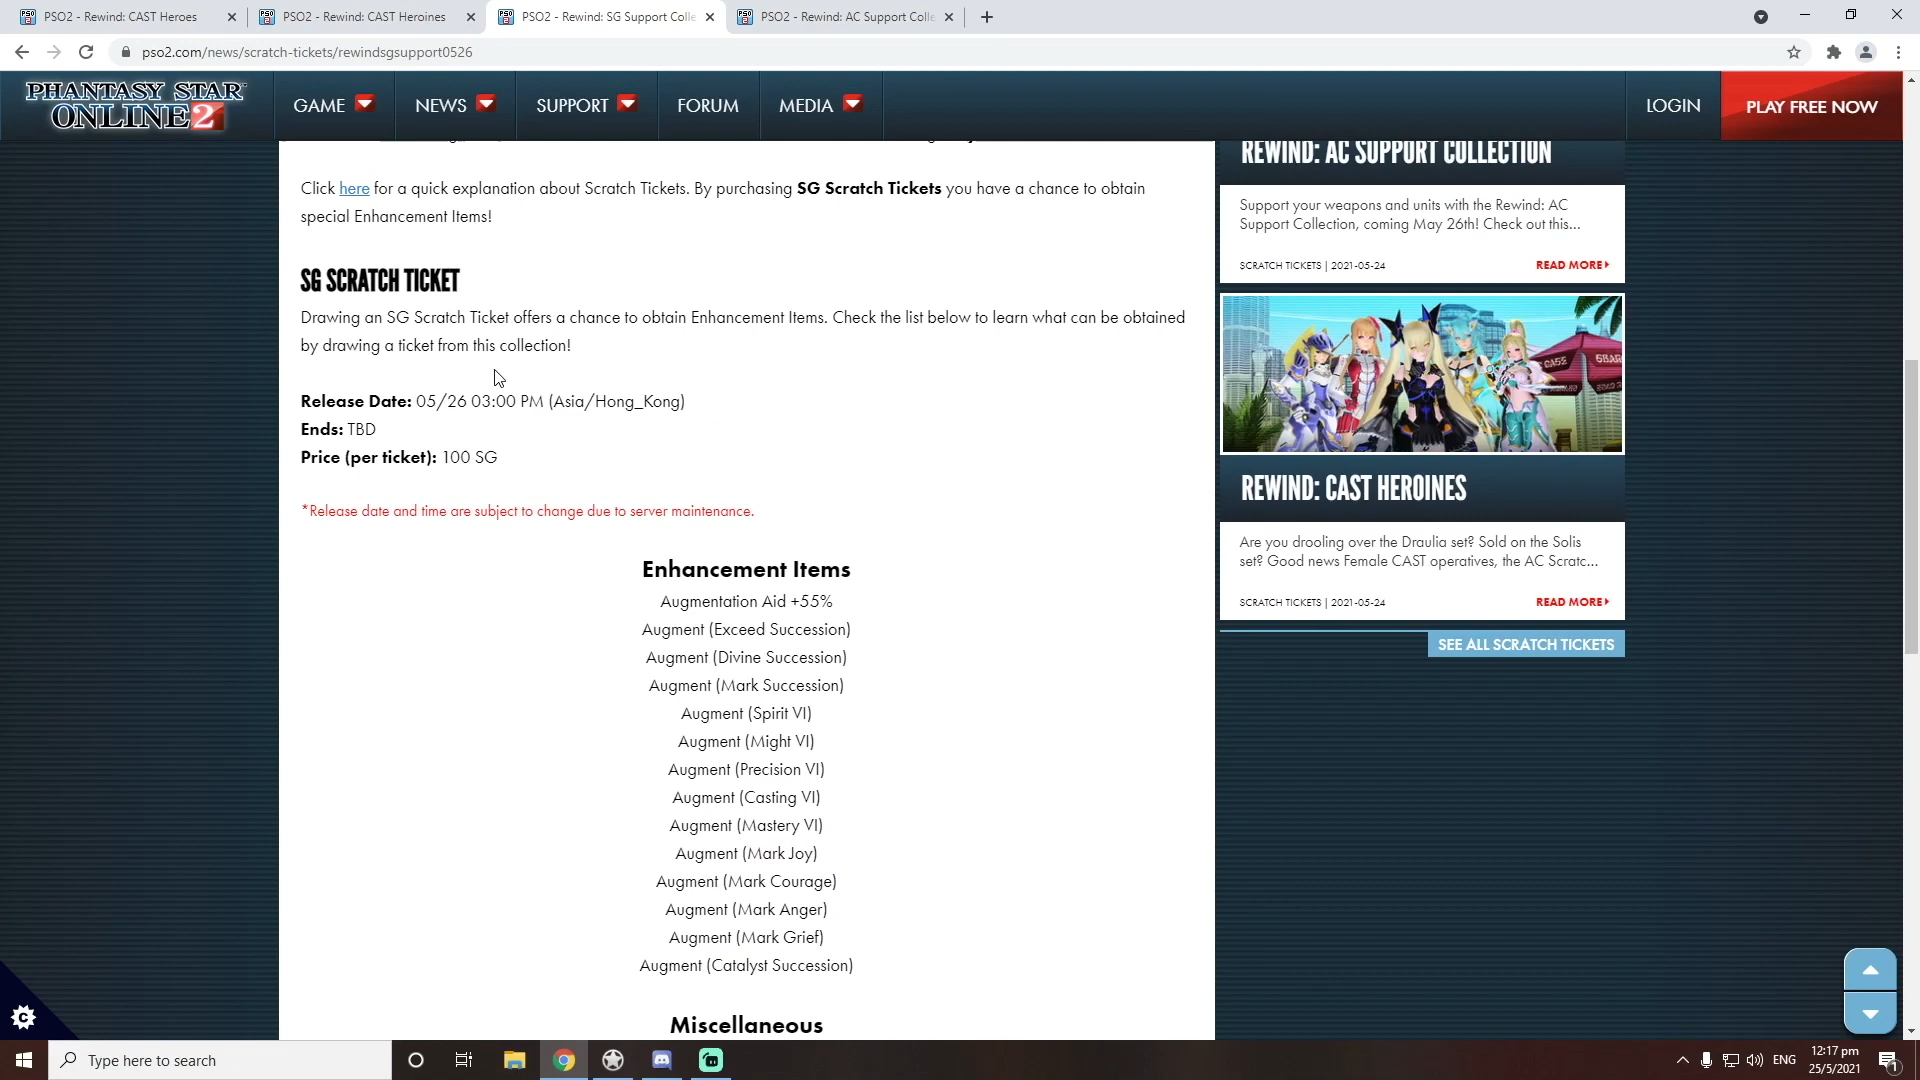 PSO2 - Rewind: CAST Heroes
PSO2 - Rewind: CAST Heroines
PSO2 - Rewind: SG Support Colle
PSO2 - Rewind: AC Support Colle
pso2.com/news/scratch-tickets/rewindsgsupport0526
PHANTASY STAR
ONLINE 2
GAME
NEWS
SUPPORT
FORUM
MEDIA
LOGIN
PLAY FREE NOW
Click here for a quick explanation about Scratch Tickets. By purchasing SG Scratch Tickets you have a chance to obtain
special Enhancement Items!
SG SCRATCH TICKET
Drawing an SG Scratch Ticket offers a chance to obtain Enhancement Items. Check the list below to learn what can be obtained
by drawing a ticket from this collection!
Release Date: 05/26 03:00 PM (Asia/Hong_Kong)
Ends: TBD
Price (per ticket): 100 SG
*Release date and time are subject to change due to server maintenance.
Enhancement Items
Augmentation Aid +55%
Augment (Exceed Succession)
Augment (Divine Succession)
Augment (Mark Succession)
Augment (Spirit VI)
Augment (Might VI)
Augment (Precision VI)
Augment (Casting VI)
Augment (Mastery VI)
Augment (Mark Joy)
Augment (Mark Courage)
Augment (Mark Anger)
Augment (Mark Grief)
Augment (Catalyst Succession)
Miscellaneous
REWIND: AC SUPPORT COLLECTION
Support your weapons and units with the Rewind: AC
Support Collection, coming May 26th! Check out this...
SCRATCH TICKETS | 2021-05-24
READ MORE
REWIND: CAST HEROINES
Are you drooling over the Draulia set? Sold on the Solis
set? Good news Female CAST operatives, the AC Scratc...
SCRATCH TICKETS | 2021-05-24
READ MORE
SEE ALL SCRATCH TICKETS
Type here to search
ENG
12:17 pm
25/5/2021
1